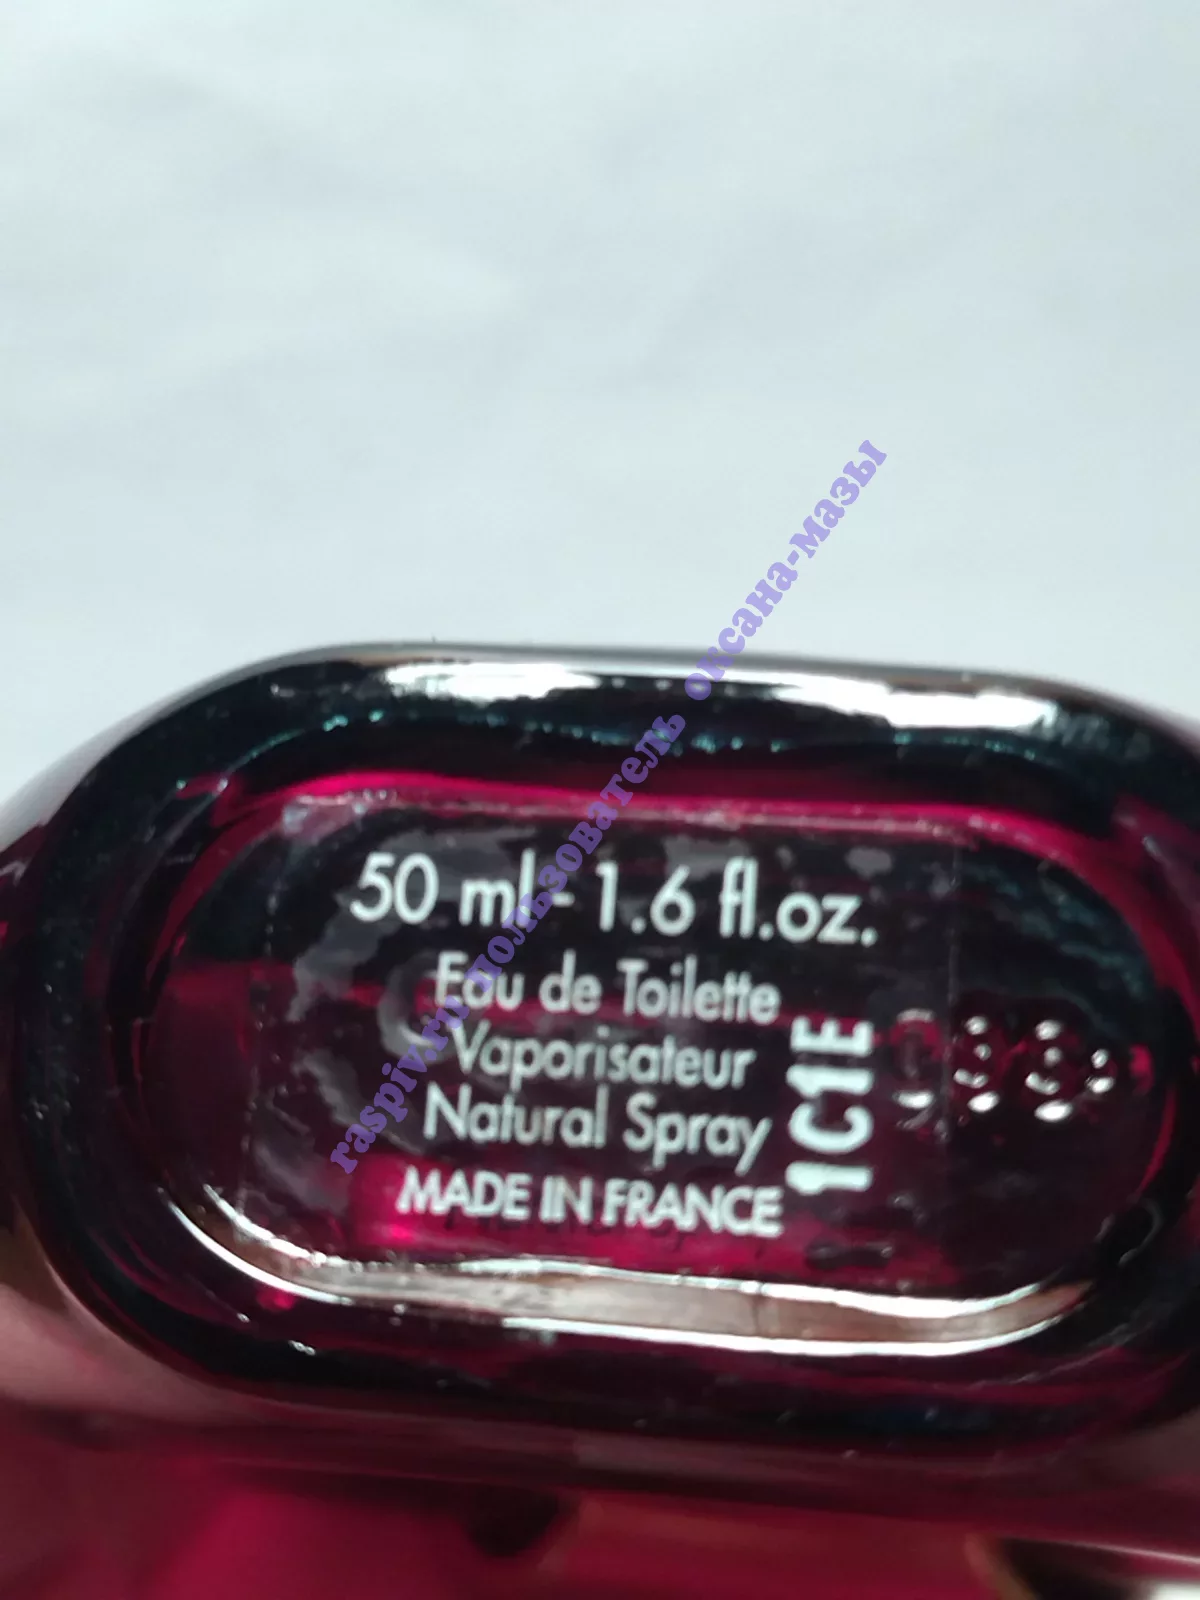 50 ml - 1.6 fl.oz.
Eau de Toilette
Vaporisateur
Natural Spray
MADE IN FRANCE
1C1E
raspiv.ru пользователь оксана-мазы